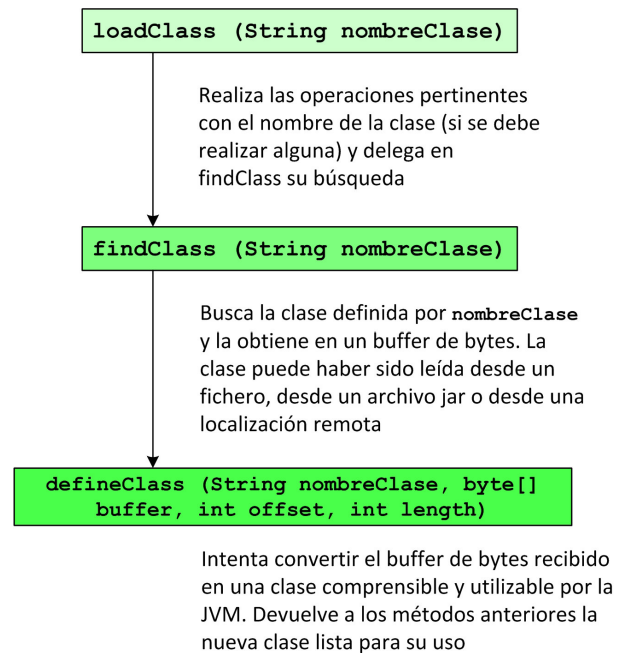 loadClass (String nombreClase)
Realiza las operaciones pertinentes
con el nombre de la clase (si se debe
realizar alguna) y delega en
findClass su búsqueda
findClass (String nombreClase)
Busca la clase definida por nombreClase
y la obtiene en un buffer de bytes. La
clase puede haber sido leída desde un
fichero, desde un archivo jar o desde una
localización remota
defineClass (String nombreClase, byte[]
buffer, int offset, int length)
Intenta convertir el buffer de bytes recibido
en una clase comprensible y utilizable por la
JVM. Devuelve a los métodos anteriores la
nueva clase lista para su uso